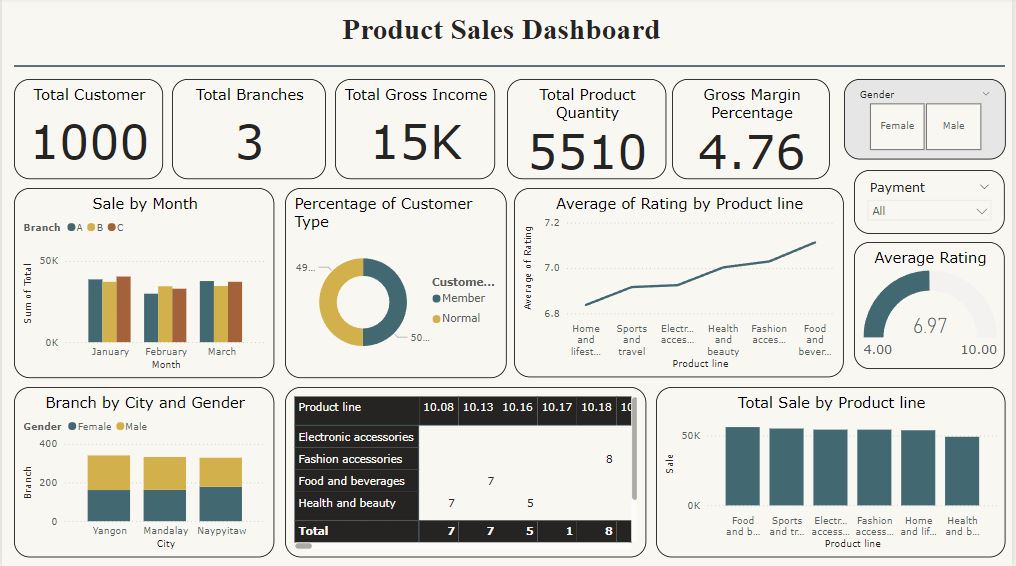 Product Sales Dashboard
Total Customer
1000
Total Branches
3
Total Gross Income
15K
Total Product
Quantity
5510
Gross Margin
Percentage
4.76
Gender
Female Male
Payment
All
Sale by Month
Branch A B C
Sum of Total
50K
0K
January February March
Month
Percentage of Customer
Type
49...
50...
Custome...
Member
Normal
Average of Rating by Product line
Average of Rating
7.2
7.0
6.8
Home
and
lifest...
Sports
and
travel
Electr...
acces...
Health
and
beauty
Fashion
acces...
Food
and
bever...
Product line
Average Rating
6.97
4.00 10.00
Branch by City and Gender
Gender Female Male
Branch
400
200
0
Yangon Mandalay Naypyitaw
City
Product line 10.08 10.13 10.16 10.17 10.18 10
Electronic accessories
Fashion accessories 8
Food and beverages 7
Health and beauty 7 5
Total 7 7 5 1 8
Total Sale by Product line
Sale
50K
0K
Food
and b...
Sports
and tr...
Electr...
access...
Fashion
access...
Home
and lif...
Health
and b...
Product line